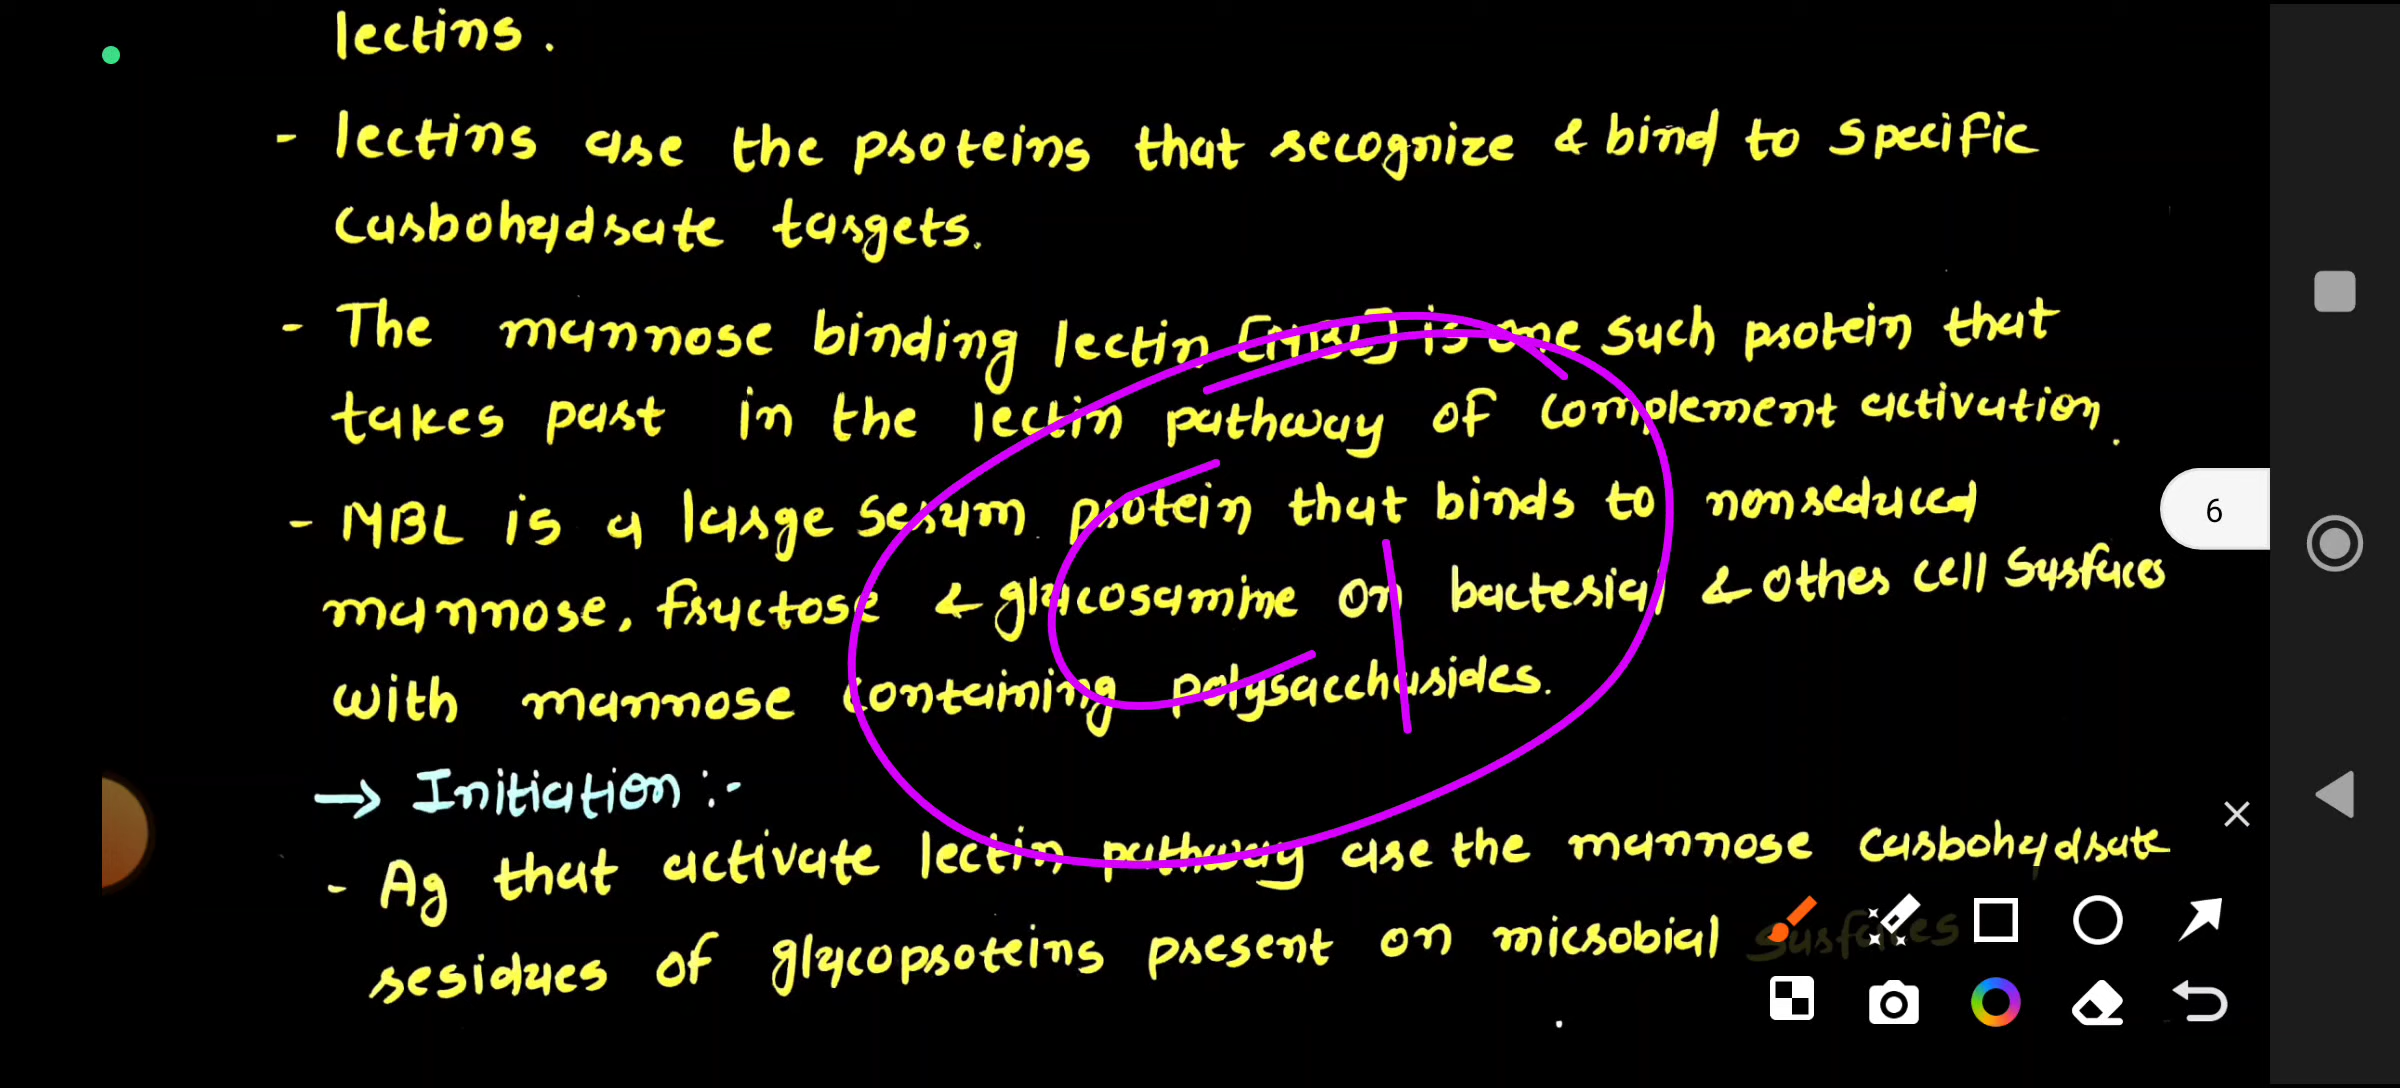 lectins.
- lectins are the proteins that recognize & bind to specific
carbohydrate targets.
- The mannose binding lectin [MBL] is one such protein that
takes part in the lectin pathway of complement activation.
- MBL is a large serum protein that binds to nonreduced
mannose, fructose & glucosamine on bacterial & other cell surfaces
with mannose containing polysaccharides.
→ Initiation :-
- Ag that activate lectin pathway are the mannose carbohydrate
residues of glycoproteins present on microbial surfaces
6